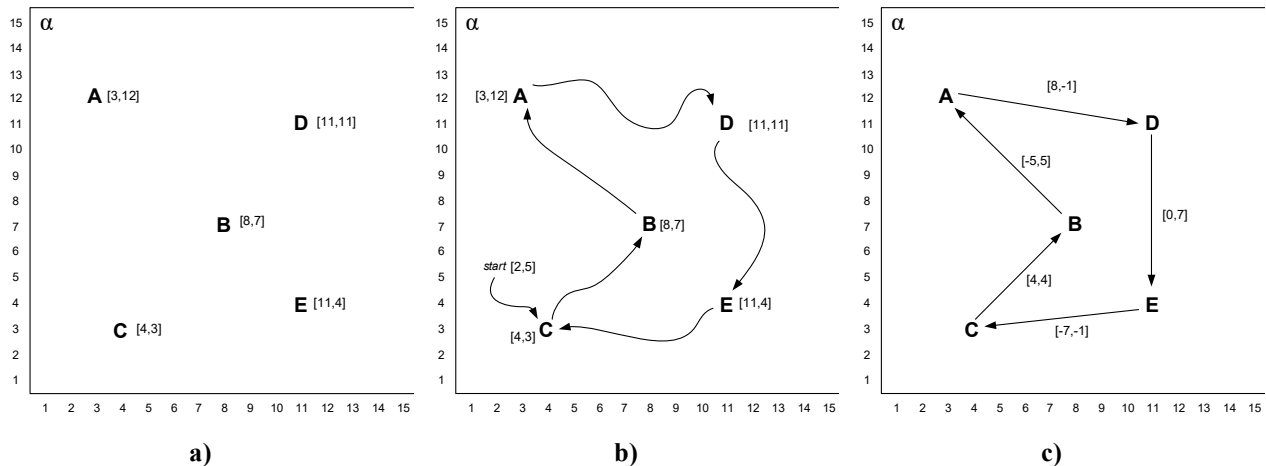 α
15
14
13
12
11
10
9
8
7
6
5
4
3
2
1
A [3,12]
D [11,11]
B [8,7]
E [11,4]
C [4,3]
1 2 3 4 5 6 7 8 9 10 11 12 13 14 15
a)
α
15
14
13
12
11
10
9
8
7
6
5
4
3
2
1
[3,12] A
D [11,11]
B [8,7]
start [2,5]
E [11,4]
C
[4,3]
1 2 3 4 5 6 7 8 9 10 11 12 13 14 15
b)
α
15
14
13
12
11
10
9
8
7
6
5
4
3
2
1
[8,-1]
A
D
[-5,5]
[0,7]
B
[4,4]
E
C
[-7,-1]
1 2 3 4 5 6 7 8 9 10 11 12 13 14 15
c)